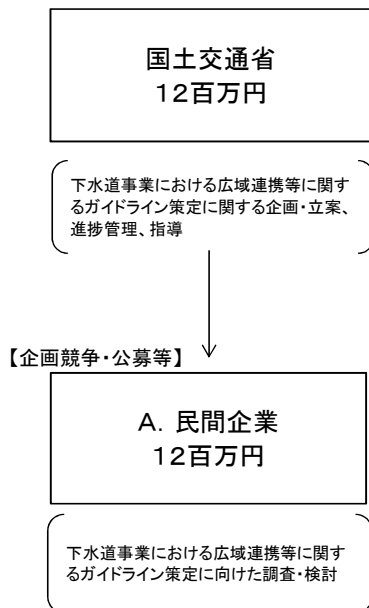 国土交通省
12百万円
下水道事業における広域連携等に関す
るガイドライン策定に関する企画・立案、
進捗管理、指導
【企画競争・公募等】
A．民間企業
12百万円
下水道事業における広域連携等に関す
るガイドライン策定に向けた調査・検討